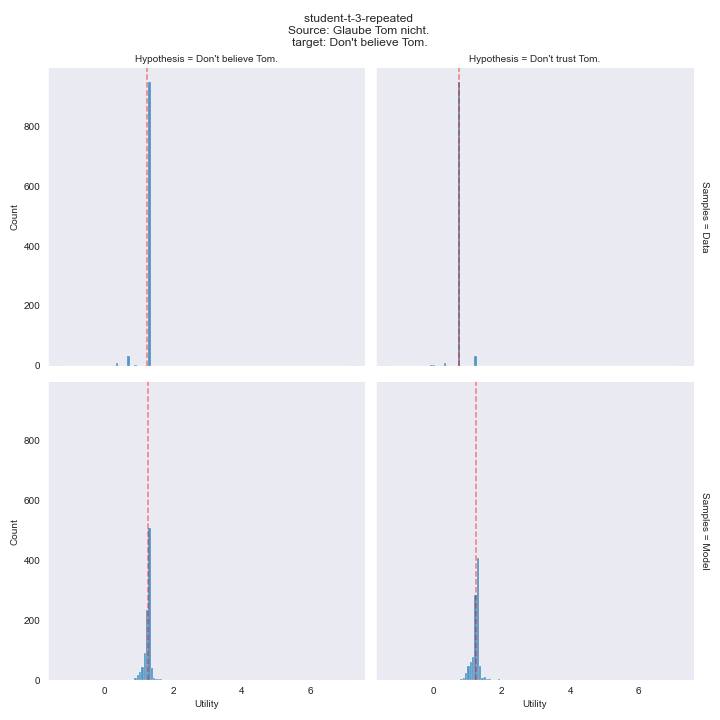 student-t-3-repeated
Source: Glaube Tom nicht.
target: Don't believe Tom.
Hypothesis = Don't believe Tom.
Hypothesis = Don't trust Tom.
800
600
400
200
0
Count
Samples = Data
800
600
400
200
0
Count
Samples = Model
0 2 4 6
0 2 4 6
Utility
Utility